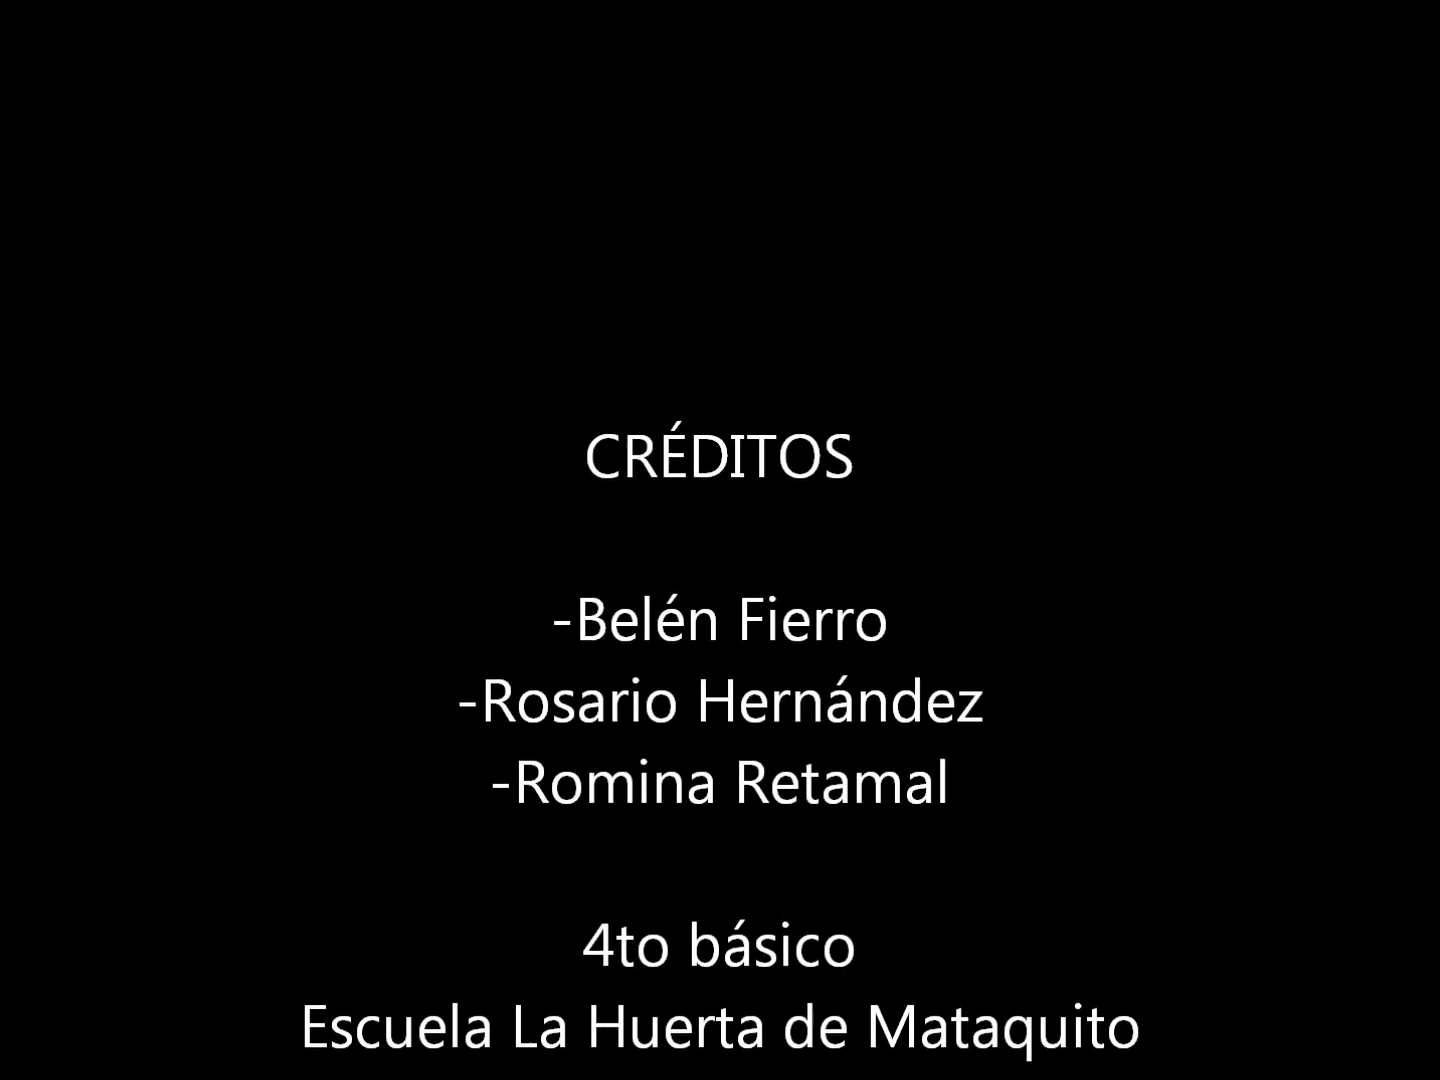 CRÉDITOS
-Belén Fierro
-Rosario Hernández
-Romina Retamal
4to básico
Escuela La Huerta de Mataquito